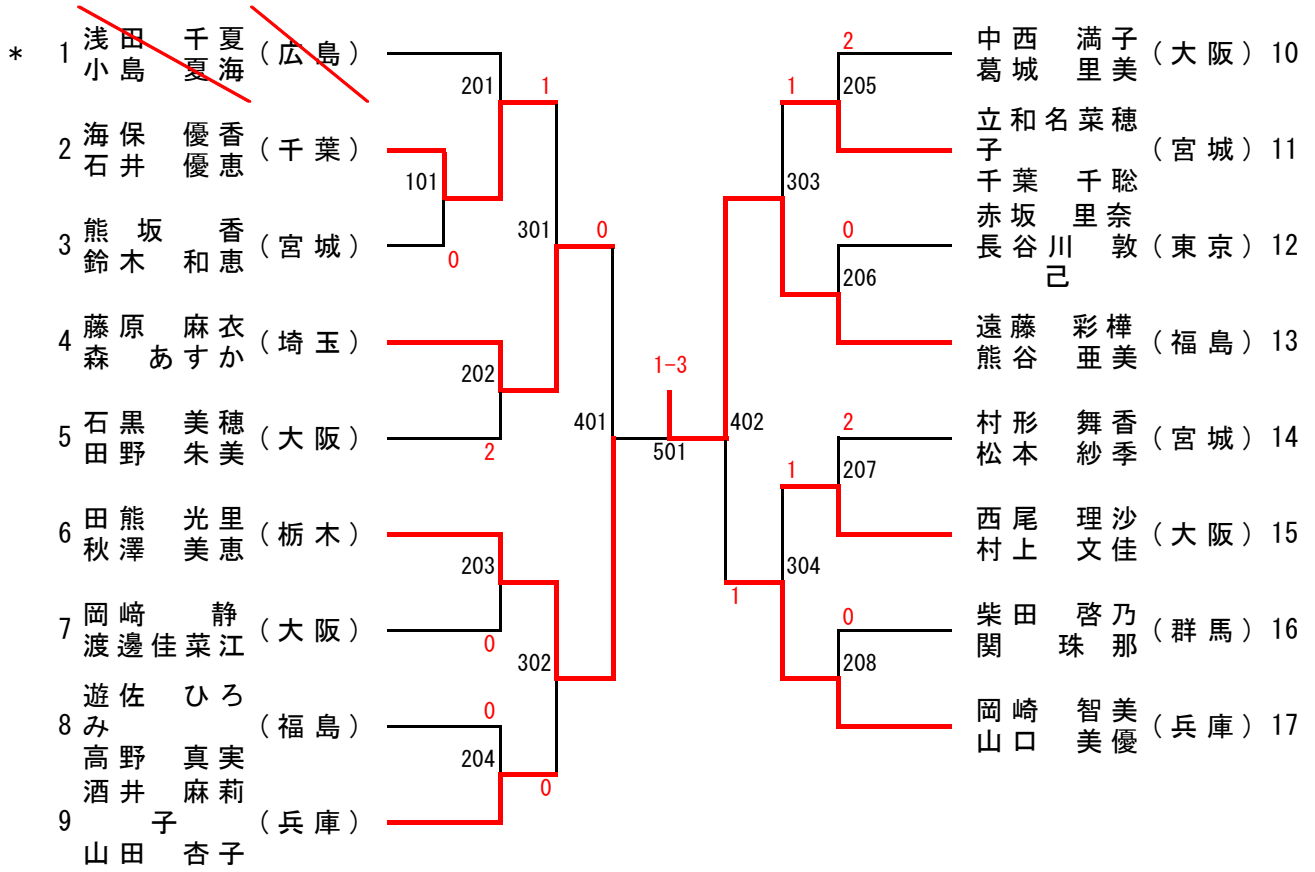 * 1 浅田 千夏 (広島)
小島 夏海
201
1
2 海保 優香 (千葉)
石井 優恵
101
3 熊坂 香 (宮城)
鈴木 和恵
0
301
0
4 藤原 麻衣 (埼玉)
森 あすか
202
5 石黒 美穂 (大阪)
田野 朱美
2
401
6 田熊 光里 (栃木)
秋澤 美恵
203
7 岡﨑 静 (大阪)
渡邊佳菜江
0
302
8 遊佐 ひろ
み (福島)
高野 真実
0
204
0
9 酒井 麻莉
子 (兵庫)
山田 杏子
1-3
501
402
中西 満子 (大阪) 10
葛城 里美
2
205
1
立和名菜穂
子 (宮城) 11
千葉 千聡
303
赤坂 里奈
長谷川 敦 (東京) 12
己
0
206
遠藤 彩樺 (福島) 13
熊谷 亜美
村形 舞香 (宮城) 14
松本 紗季
2
207
1
西尾 理沙 (大阪) 15
村上 文佳
304
1
柴田 啓乃 (群馬) 16
関 珠那
0
208
岡崎 智美 (兵庫) 17
山口 美優